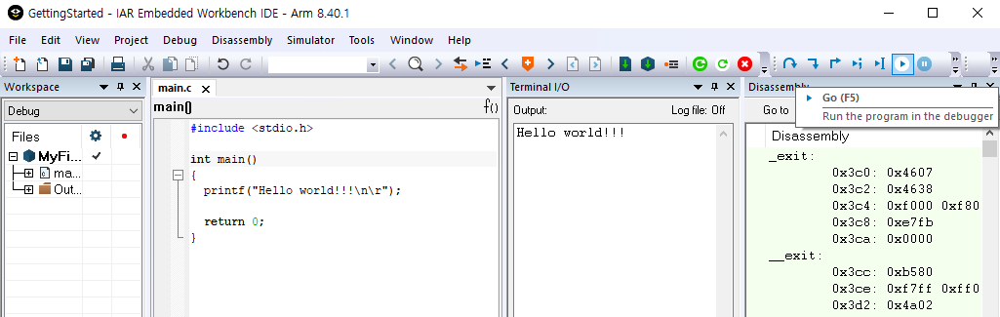 GettingStarted - IAR Embedded Workbench IDE - Arm 8.40.1
File Edit View Project Debug Disassembly Simulator Tools Window Help
Workspace
Debug
Files
MyFi...
ma...
Out...
main.c
main()
f()
#include <stdio.h>
int main()
{
printf("Hello world!!!\n\r");
return 0;
}
Terminal I/O
Output: Log file: Off
Hello world!!!
Disassembly
Go to
Go (F5)
Run the program in the debugger
Disassembly
_exit:
0x3c0: 0x4607
0x3c2: 0x4638
0x3c4: 0xf000 0xf80
0x3c8: 0xe7fb
0x3ca: 0x0000
__exit:
0x3cc: 0xb580
0x3ce: 0xf7ff 0xff0
0x3d2: 0x4a02